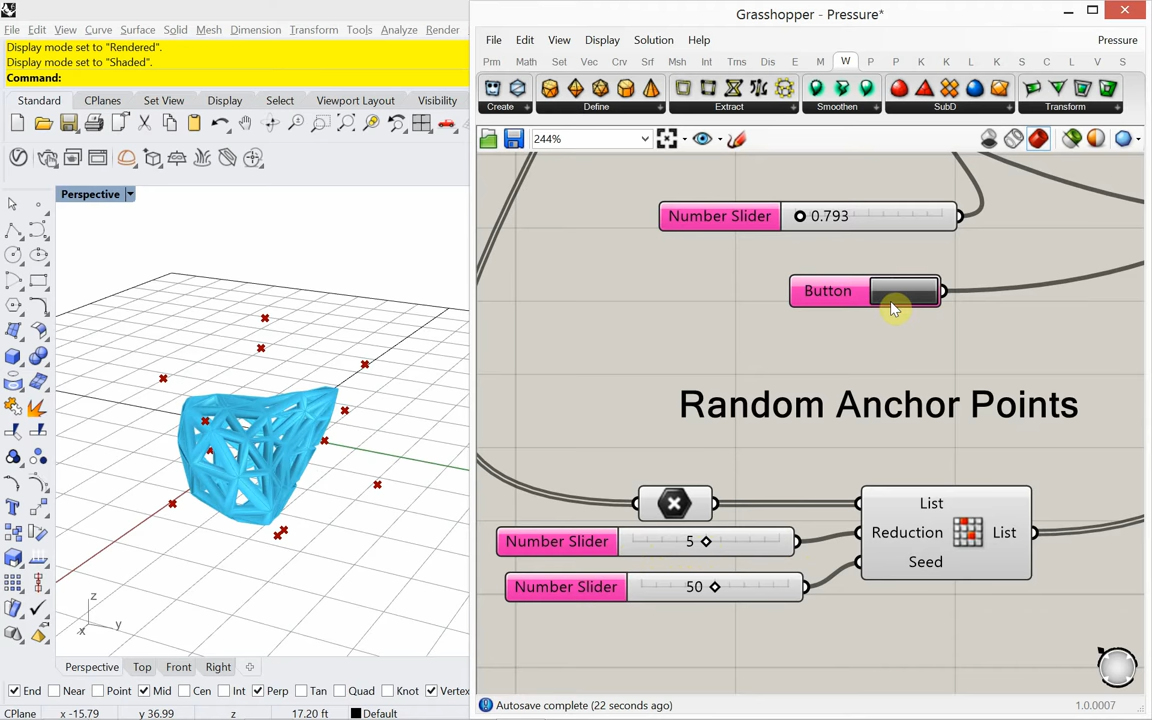 File Edit View Curve Surface Solid Mesh Dimension Transform Tools Analyze Render
Display mode set to "Rendered".
Display mode set to "Shaded".
Command:
Standard CPlanes Set View Display Select Viewport Layout Visibility
Perspective
z
x
y
Perspective Top Front Right
End Near Point Mid Cen Int Perp Tan Quad Knot Vertex
CPlane x -15.79 y 36.99 z 17.20 ft Default
Grasshopper - Pressure*
File Edit View Display Solution Help Pressure
Prm Math Set Vec Crv Srf Msh Int Trns Dis E M W P P K K L K C L V S
Create Define Extract Smoothen SubD Transform
244%
Number Slider 0.793
Button
Random Anchor Points
List
Number Slider 5 Reduction List
Seed
Number Slider 50
Autosave complete (22 seconds ago) 1.0.0007